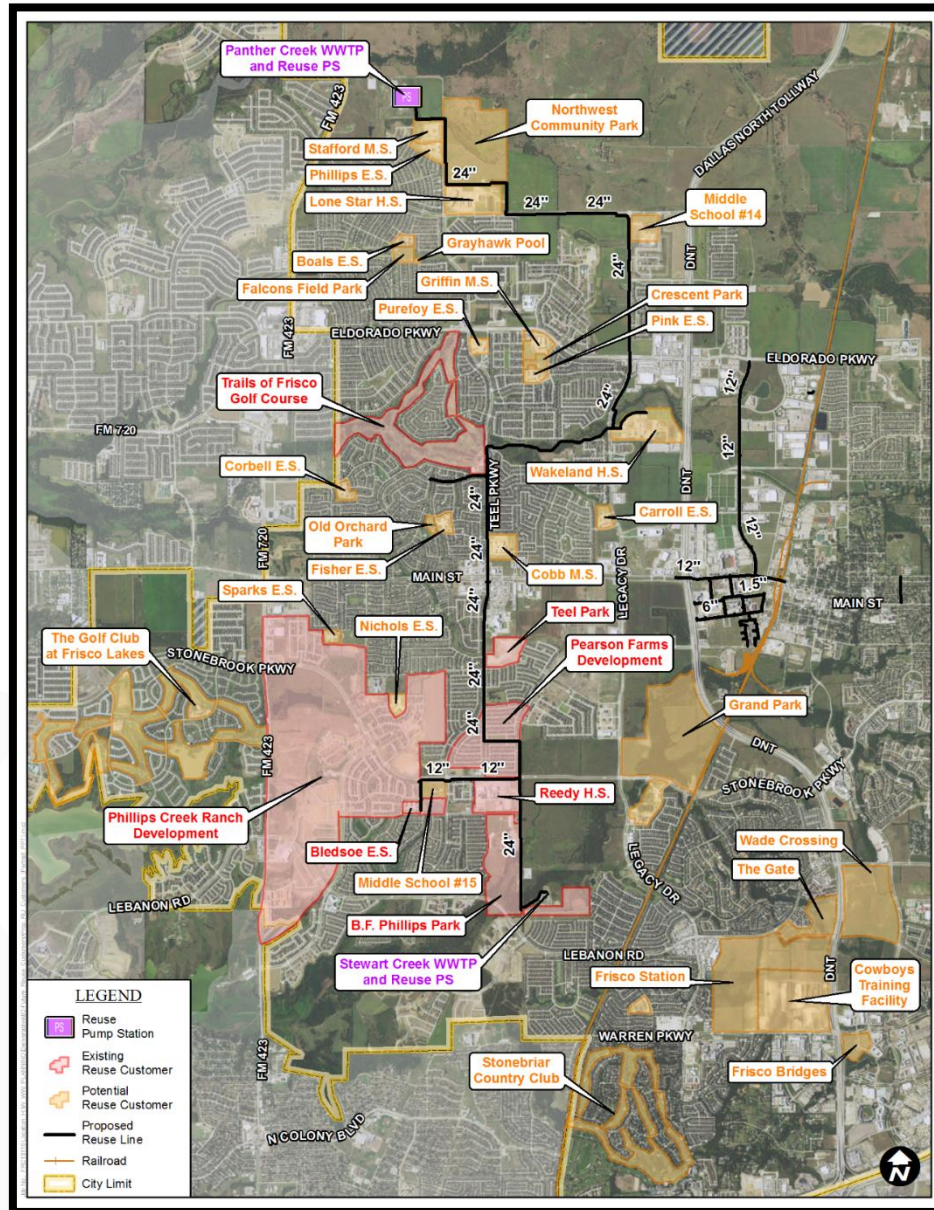 Panther Creek WWTP
and Reuse PS
PS
FM 423
Northwest
Community Park
DALLAS NORTH TOLLWAY
Stafford M.S.
Phillips E.S.
24"
Lone Star H.S.
24"
24"
Middle
School #14
DNT
Boals E.S.
Grayhawk Pool
Falcons Field Park
Griffin M.S.
24"
Crescent Park
Purefoy E.S.
Pink E.S.
FM 423
ELDORADO PKWY
ELDORADO PKWY
12"
Trails of Frisco
Golf Course
24"
FM 720
12"
Wakeland H.S.
Corbell E.S.
24"
TEEL PKWY
DNT
Carroll E.S.
Old Orchard
Park
12"
FM 720
24"
Fisher E.S.
Cobb M.S.
LEGACY DR
MAIN ST
12"
1.5"
6"
MAIN ST
Sparks E.S.
24"
Nichols E.S.
Teel Park
The Golf Club
at Frisco Lakes
STONEBROOK PKWY
Pearson Farms
Development
24"
24"
Grand Park
FM 423
DNT
12"
12"
STONEBROOK PKWY
Phillips Creek Ranch
Development
Reedy H.S.
Bledsoe E.S.
24"
Wade Crossing
Middle School #15
LEGACY DR
The Gate
LEBANON RD
B.F. Phillips Park
LEBANON RD
Stewart Creek WWTP
and Reuse PS
Frisco Station
DNT
Cowboys
Training
Facility
WARREN PKWY
Frisco Bridges
Stonebriar
Country Club
FM 423
N COLONY BLVD
LEGEND
PS
Reuse
Pump Station
Existing
Reuse Customer
Potential
Reuse Customer
Proposed
Reuse Line
Railroad
City Limit
N